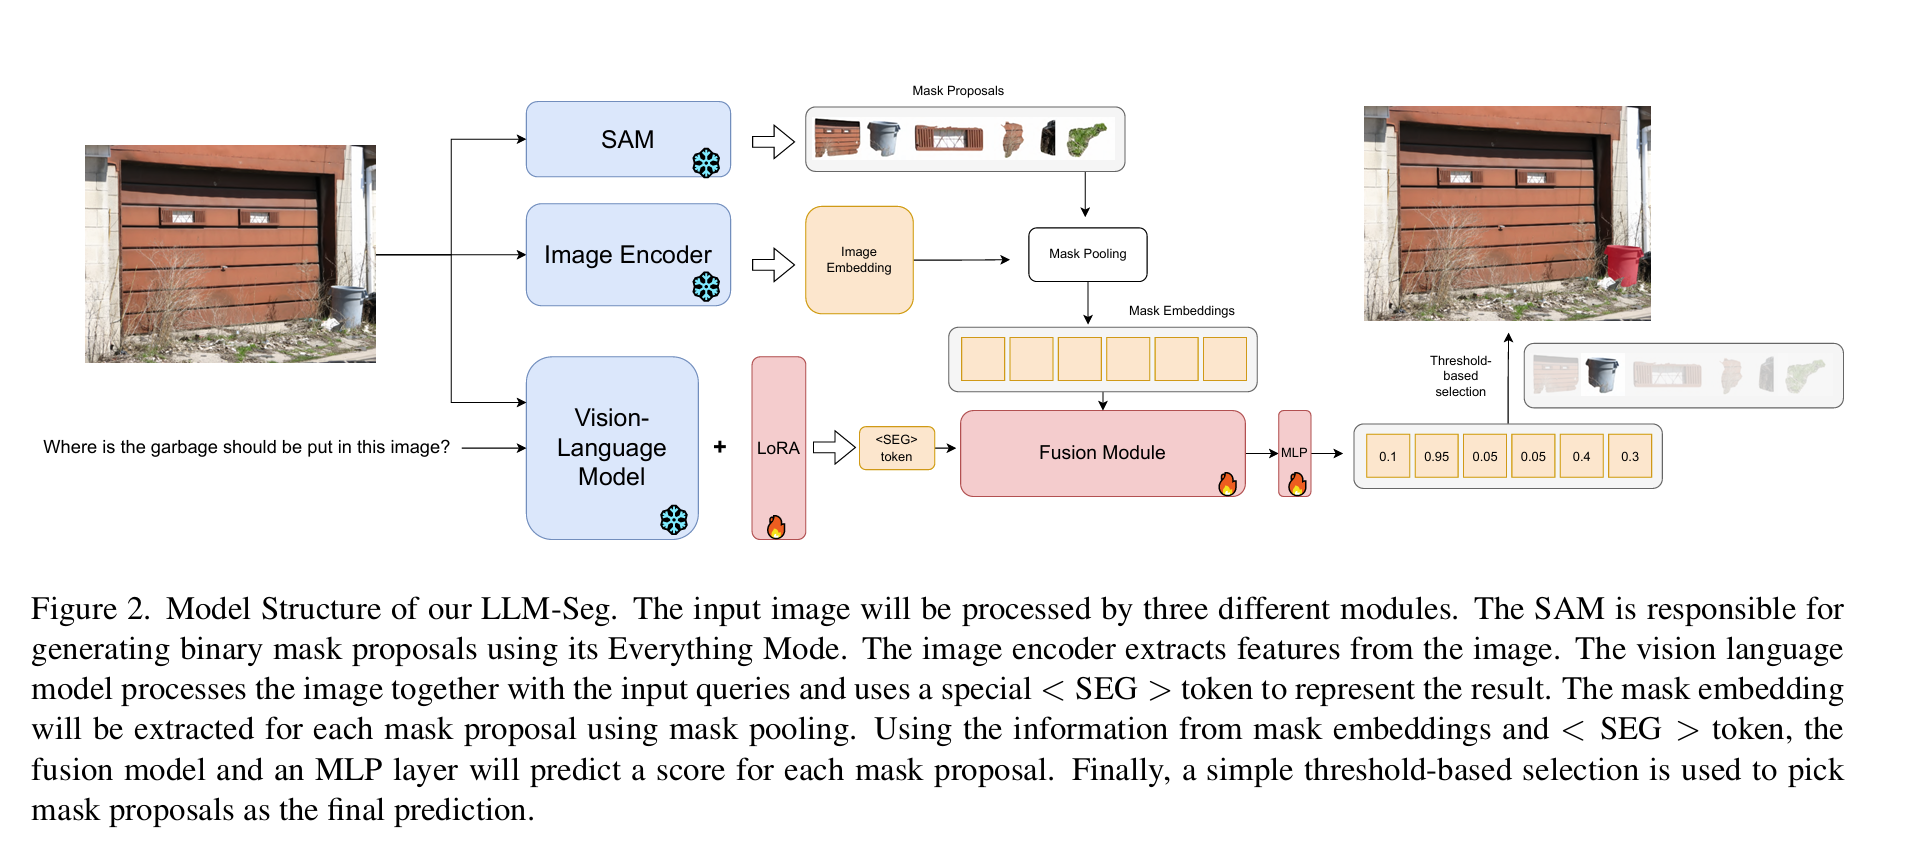 Mask Proposals
SAM
Image Encoder
Image
Embedding
Mask Pooling
Mask Embeddings
Threshold-
based
selection
Where is the garbage should be put in this image?
Vision-
Language
Model
+
LoRA
<SEG>
token
Fusion Module
MLP
0.1 0.95 0.05 0.05 0.4 0.3
Figure 2. Model Structure of our LLM-Seg. The input image will be processed by three different modules. The SAM is responsible for
generating binary mask proposals using its Everything Mode. The image encoder extracts features from the image. The vision language
model processes the image together with the input queries and uses a special < SEG > token to represent the result. The mask embedding
will be extracted for each mask proposal using mask pooling. Using the information from mask embeddings and < SEG > token, the
fusion model and an MLP layer will predict a score for each mask proposal. Finally, a simple threshold-based selection is used to pick
mask proposals as the final prediction.